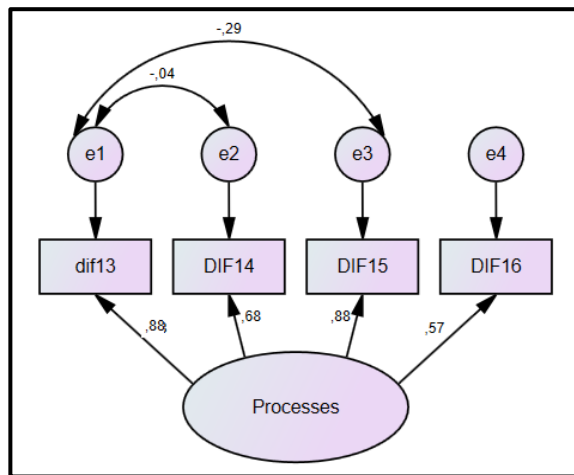 -,29
-,04
e1
e2
e3
e4
dif13
DIF14
DIF15
DIF16
,88
,68
,88
,57
Processes